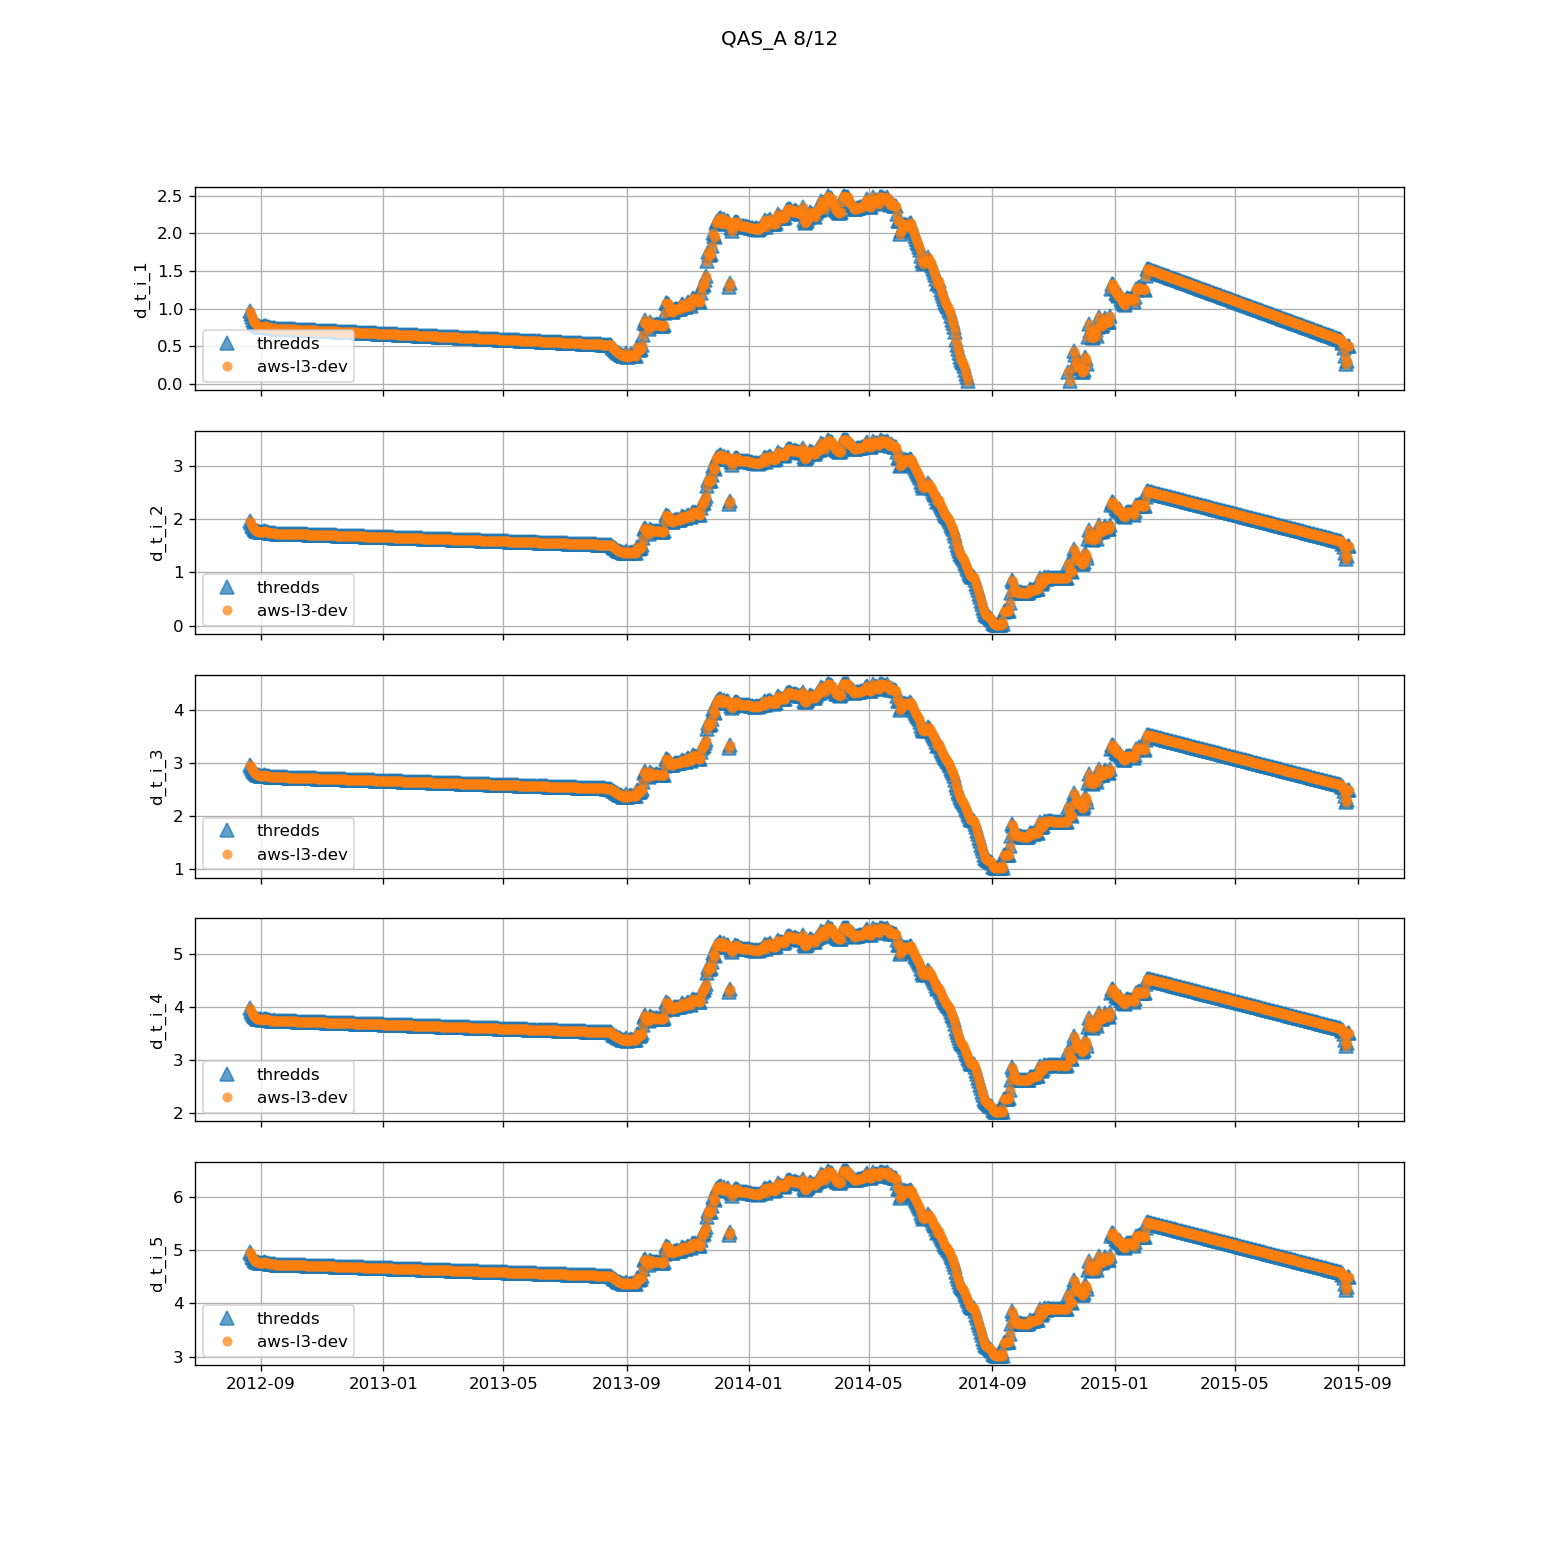 QAS_A 8/12
2.5
2.0
1.5
1.0
0.5
0.0
d_t_i_1
thredds
aws-l3-dev
3
2
1
0
d_t_i_2
thredds
aws-l3-dev
4
3
2
1
d_t_i_3
thredds
aws-l3-dev
5
4
3
2
d_t_i_4
thredds
aws-l3-dev
6
5
4
3
d_t_i_5
thredds
aws-l3-dev
2012-09 2013-01 2013-05 2013-09 2014-01 2014-05 2014-09 2015-01 2015-05 2015-09